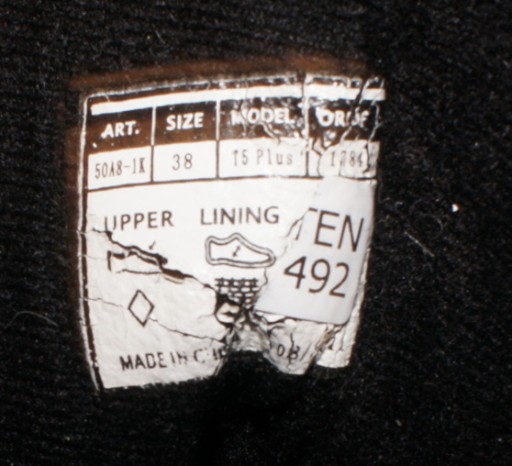 ART. SIZE MODEL
50A8-1K 38 T5 Plus
UPPER LINING TEN
492
MADE IN